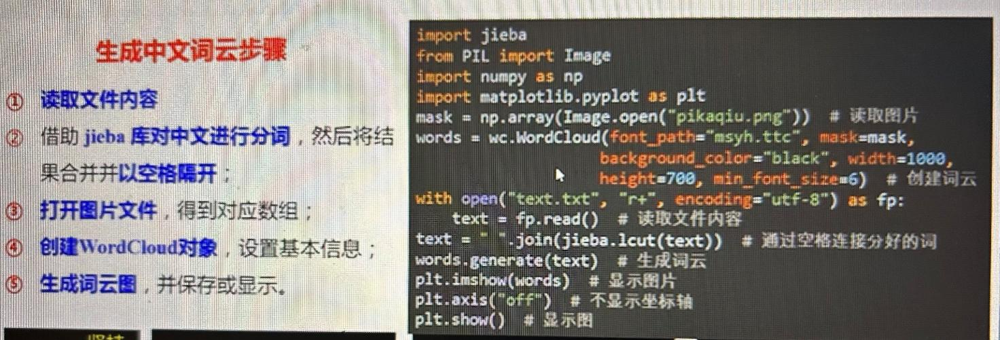 生成中文词云步骤
① 读取文件内容
② 借助 jieba 库对中文进行分词，然后将结
果合并并以空格隔开；
③ 打开图片文件，得到对应数组；
④ 创建WordCloud对象，设置基本信息；
⑤ 生成词云图，并保存或显示。
import jieba
from PIL import Image
import numpy as np
import matplotlib.pyplot as plt
mask = np.array(Image.open("pikaqiu.png"))  # 读取图片
words = wc.WordCloud(font_path="msyh.ttc", mask=mask,
background_color="black", width=1000,
height=700, min_font_size=6)  # 创建词云
with open("text.txt", "r+", encoding="utf-8") as fp:
    text = fp.read()  # 读取文件内容
text = " ".join(jieba.lcut(text))  # 通过空格连接分好的词
words.generate(text)  # 生成词云
plt.imshow(words)  # 显示图片
plt.axis("off")  # 不显示坐标轴
plt.show()  # 显示图